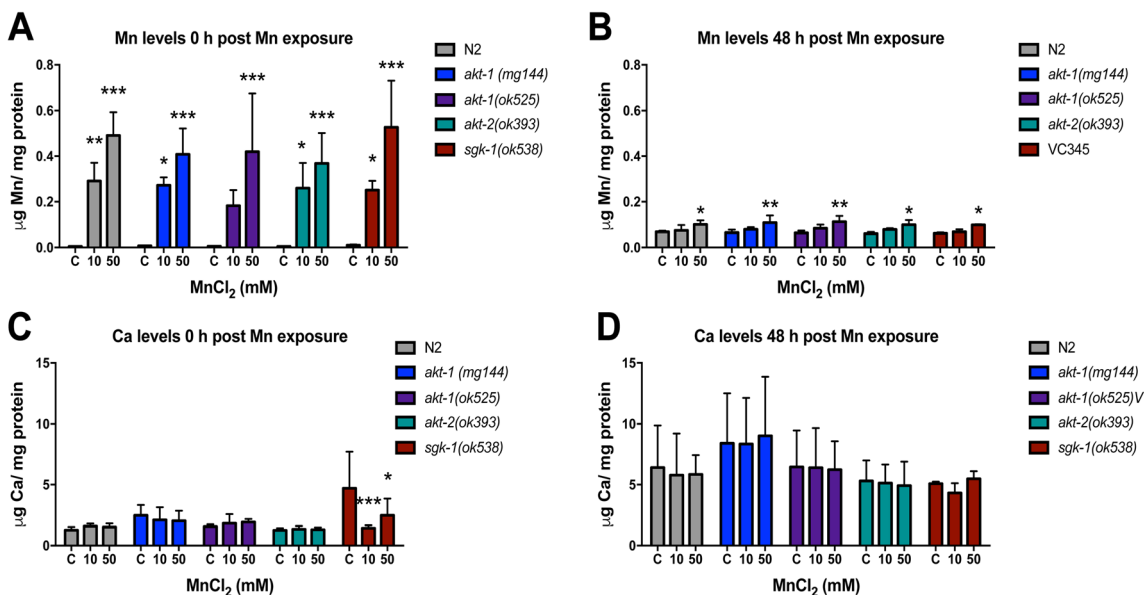 A
Mn levels 0 h post Mn exposure
μg Mn/ mg protein
0.8
0.6
0.4
0.2
0.0
** *** * *** *** * *** * ***
C 10 50 C 10 50 C 10 50 C 10 50 C 10 50
MnCl2 (mM)
N2
akt-1 (mg144)
akt-1(ok525)
akt-2(ok393)
sgk-1(ok538)
B
Mn levels 48 h post Mn exposure
μg Mn/ mg protein
0.8
0.6
0.4
0.2
0.0
* ** ** * *
C 10 50 C 10 50 C 10 50 C 10 50 C 10 50
MnCl2 (mM)
N2
akt-1(mg144)
akt-1(ok525)
akt-2(ok393)
VC345
C
Ca levels 0 h post Mn exposure
μg Ca/ mg protein
15
10
5
0
*** *
C 10 50 C 10 50 C 10 50 C 10 50 C 10 50
MnCl2 (mM)
N2
akt-1 (mg144)
akt-1(ok525)
akt-2(ok393)
sgk-1(ok538)
D
Ca levels 48 h post Mn exposure
μg Ca/ mg protein
15
10
5
0
C 10 50 C 10 50 C 10 50 C 10 50 C 10 50
MnCl2 (mM)
N2
akt-1(mg144)
akt-1(ok525)V
akt-2(ok393)
sgk-1(ok538)